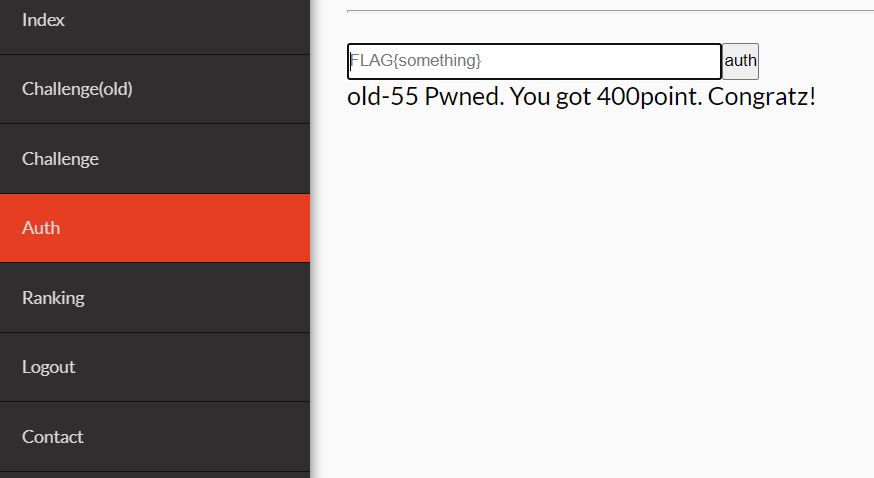 Index
Challenge(old)
Challenge
Auth
Ranking
Logout
Contact
FLAG{something} auth
old-55 Pwned. You got 400point. Congratz!